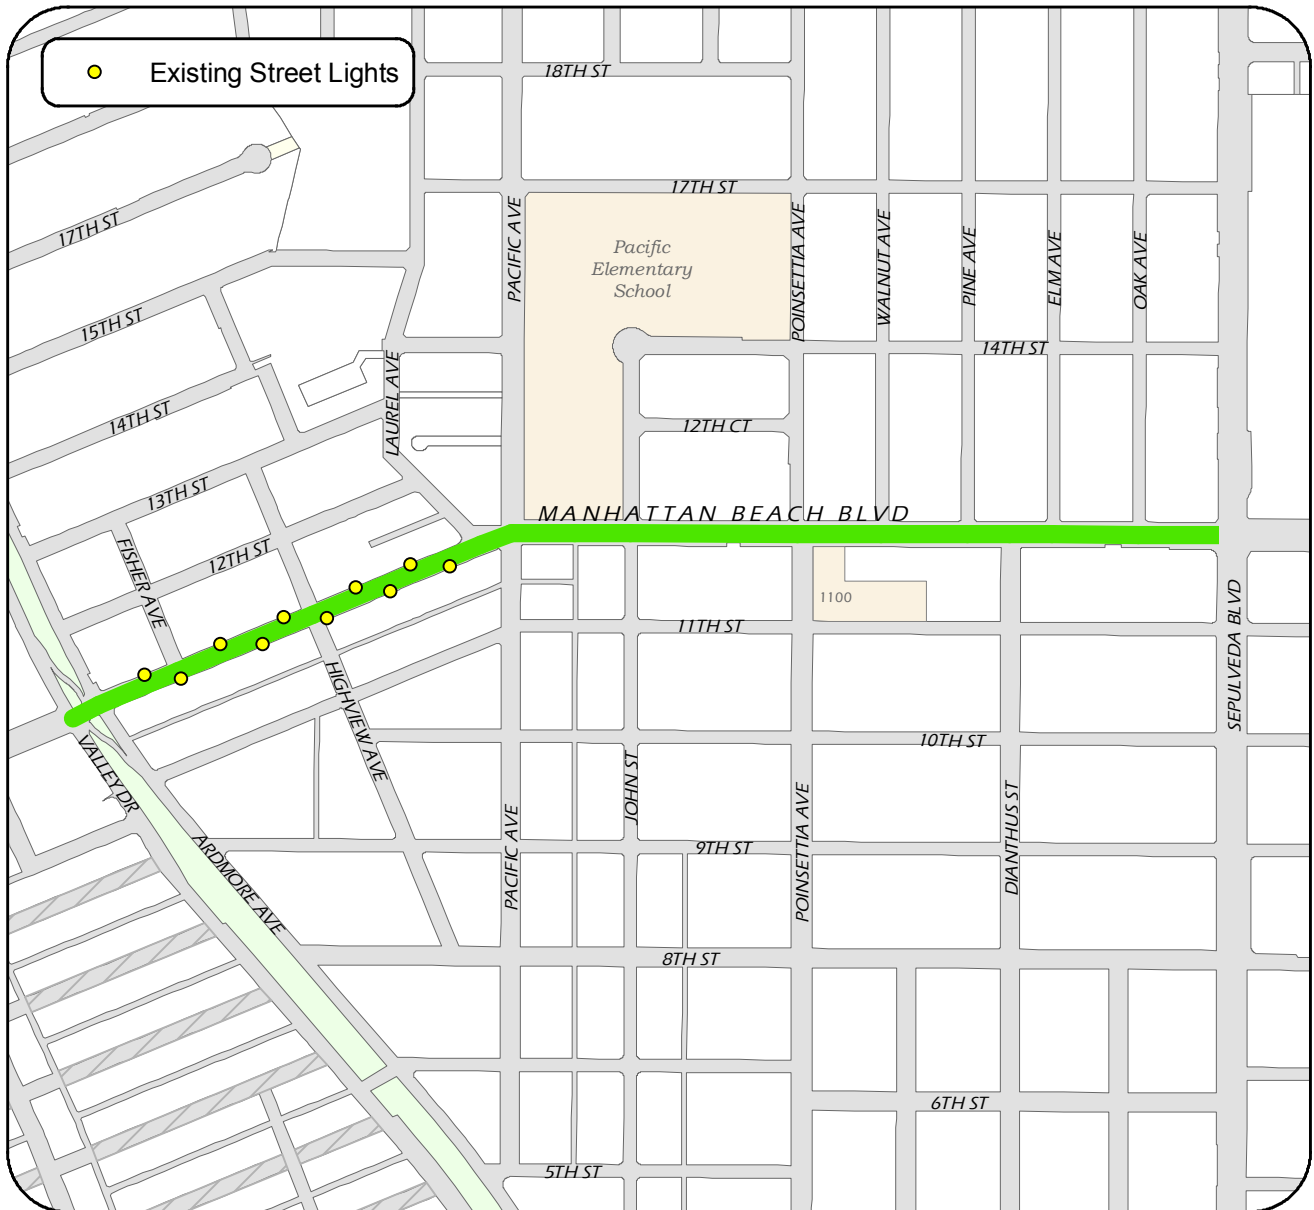 Existing Street Lights
18TH ST
17TH ST
17TH ST
PACIFIC AVE
Pacific
Elementary
School
POINSETTIA AVE
WALNUT AVE
PINE AVE
ELM AVE
OAK AVE
15TH ST
14TH ST
LAUREL AVE
14TH ST
12TH CT
13TH ST
MANHATTAN BEACH BLVD
FISHER AVE
12TH ST
1100
11TH ST
SEPULVEDA BLVD
HIGHVIEW AVE
VALLEY DR
10TH ST
JOHN ST
PACIFIC AVE
POINSETTIA AVE
DIANTHUS ST
ARDMORE AVE
9TH ST
8TH ST
6TH ST
5TH ST